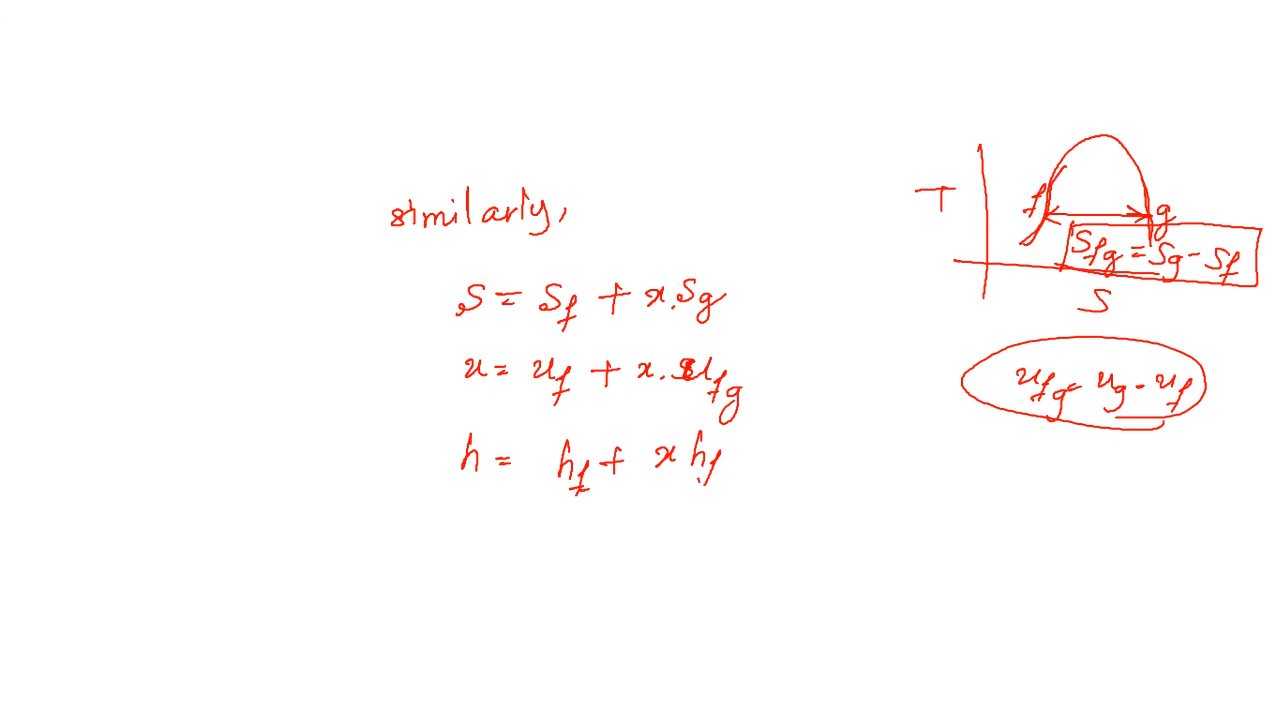 similarly,
s = sf + x.sg
u = uf + x.ufg
h = hf + x hf
T
f
g
sfg = sg - sf
s
ufg = ug - uf